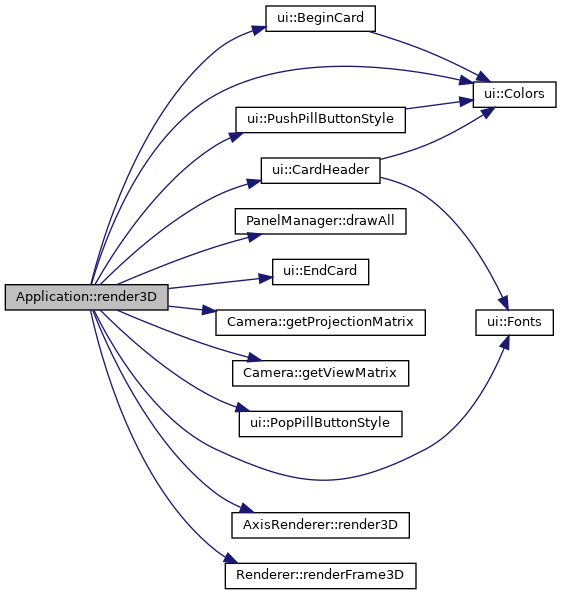 ui::BeginCard
ui::Colors
ui::PushPillButtonStyle
ui::CardHeader
PanelManager::drawAll
ui::EndCard
Application::render3D
Camera::getProjectionMatrix
ui::Fonts
Camera::getViewMatrix
ui::PopPillButtonStyle
AxisRenderer::render3D
Renderer::renderFrame3D